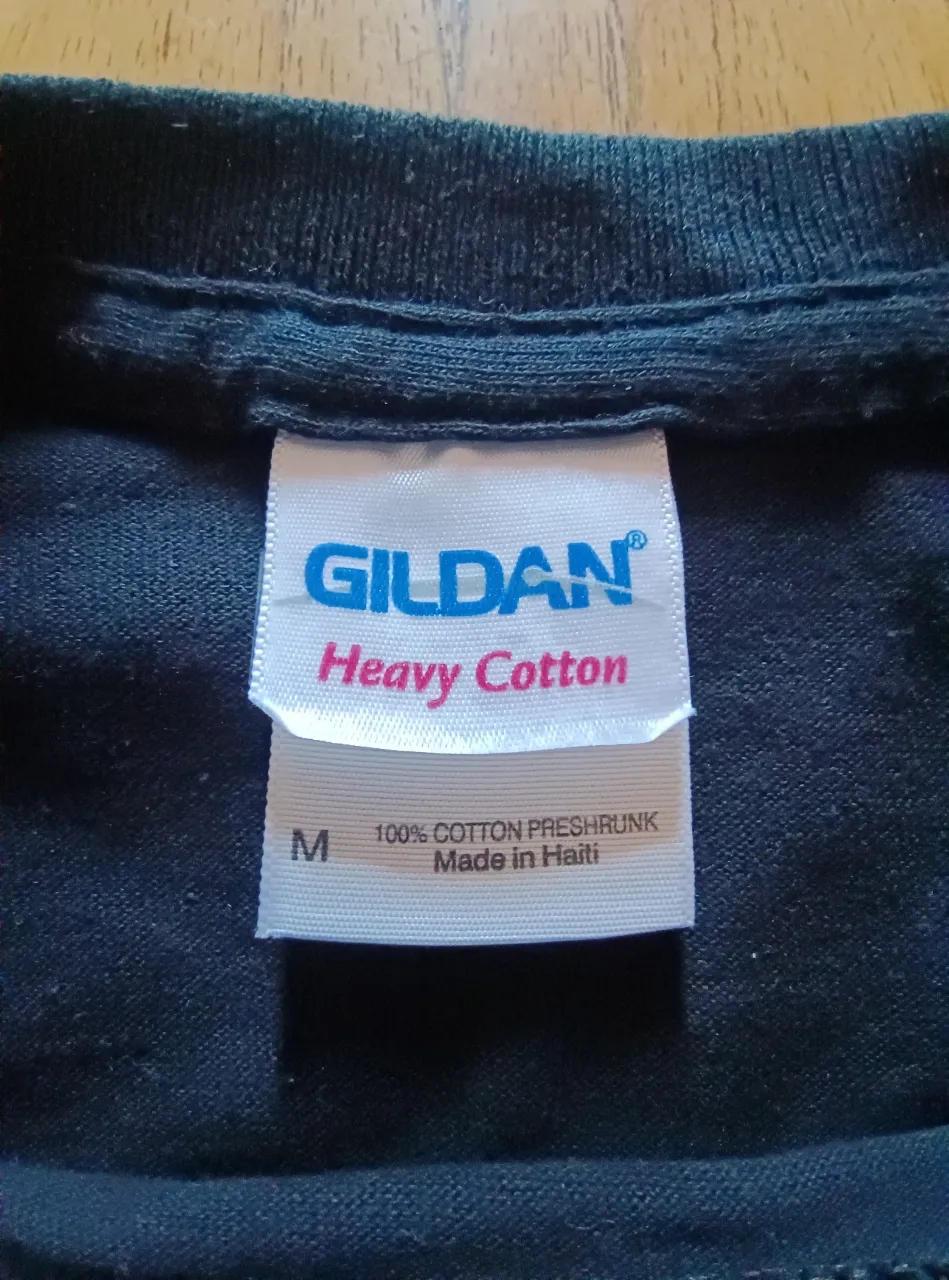 GILDAN®
Heavy Cotton
M 100% COTTON PRESHRUNK
Made in Haiti